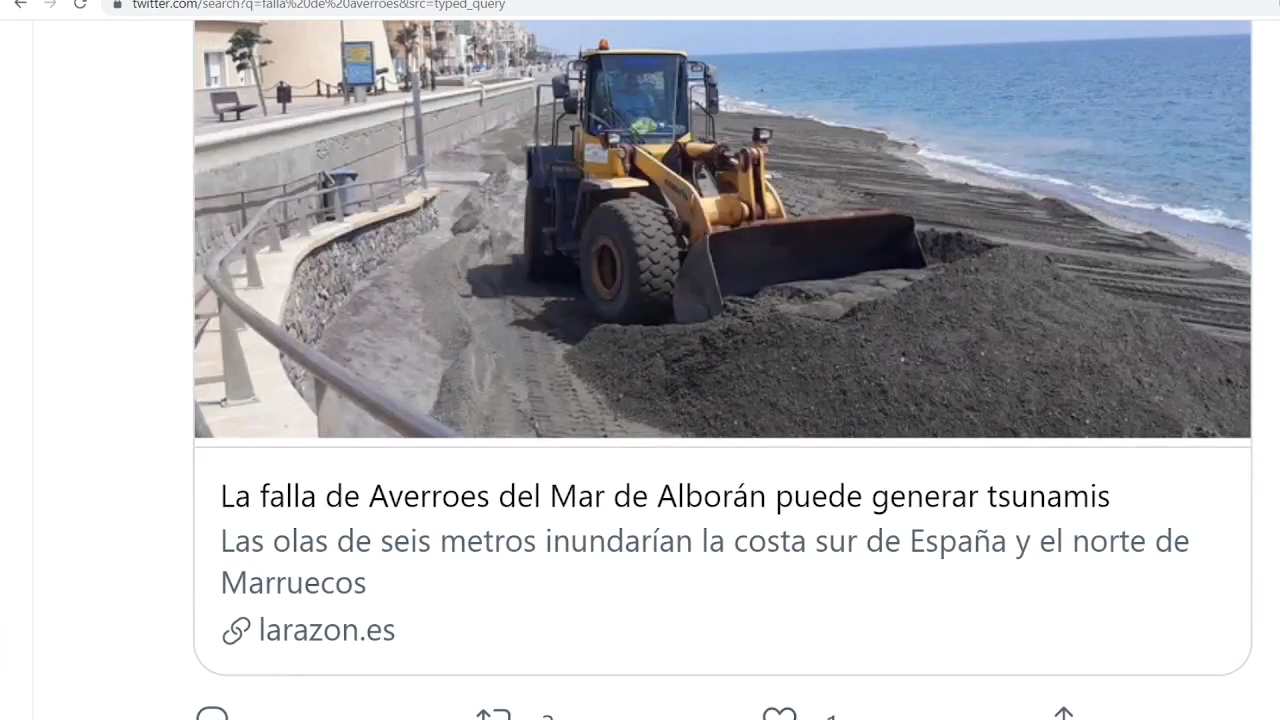 twitter.com/search?q=falla%20de%20averroes&src=typed_query
La falla de Averroes del Mar de Alborán puede generar tsunamis
Las olas de seis metros inundarían la costa sur de España y el norte de
Marruecos
larazon.es